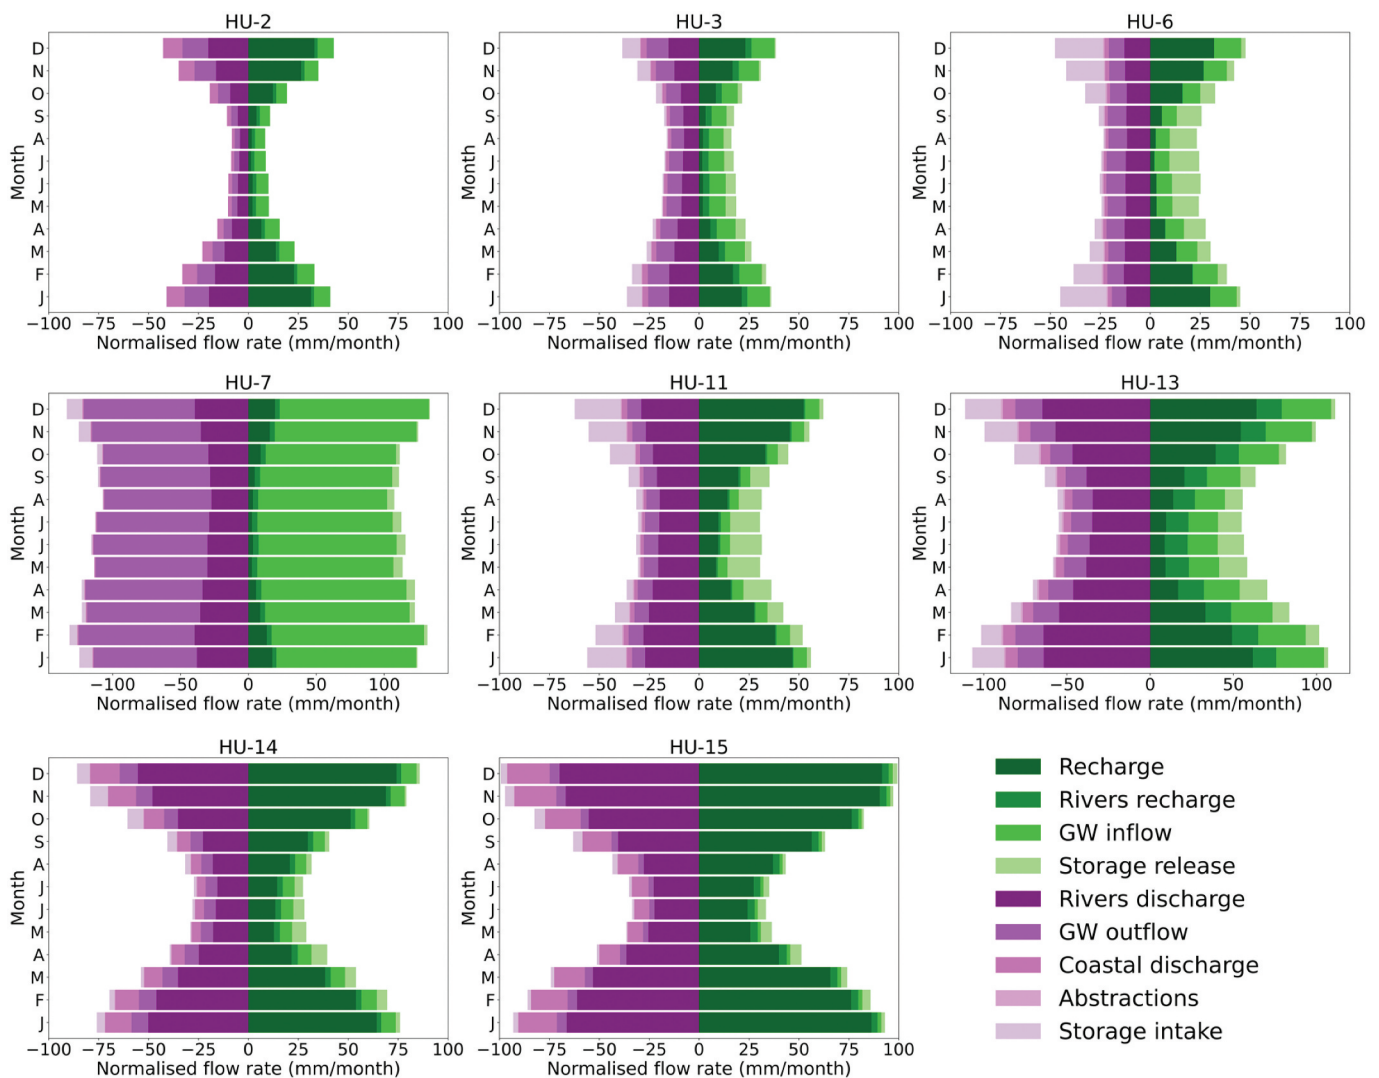 HU-2
HU-3
HU-6
Month
D
N
O
S
A
J
J
M
A
M
F
J
−100 −75 −50 −25 0 25 50 75 100
Normalised flow rate (mm/month)
Month
D
N
O
S
A
J
J
M
A
M
F
J
−100 −75 −50 −25 0 25 50 75 100
Normalised flow rate (mm/month)
Month
D
N
O
S
A
J
J
M
A
M
F
J
−100 −75 −50 −25 0 25 50 75 100
Normalised flow rate (mm/month)
HU-7
HU-11
HU-13
Month
D
N
O
S
A
J
J
M
A
M
F
J
−100 −50 0 50 100
Normalised flow rate (mm/month)
Month
D
N
O
S
A
J
J
M
A
M
F
J
−100 −75 −50 −25 0 25 50 75 100
Normalised flow rate (mm/month)
Month
D
N
O
S
A
J
J
M
A
M
F
J
−100 −50 0 50 100
Normalised flow rate (mm/month)
HU-14
HU-15
Month
D
N
O
S
A
J
J
M
A
M
F
J
−100 −75 −50 −25 0 25 50 75 100
Normalised flow rate (mm/month)
Month
D
N
O
S
A
J
J
M
A
M
F
J
−100 −75 −50 −25 0 25 50 75 100
Normalised flow rate (mm/month)
Recharge
Rivers recharge
GW inflow
Storage release
Rivers discharge
GW outflow
Coastal discharge
Abstractions
Storage intake